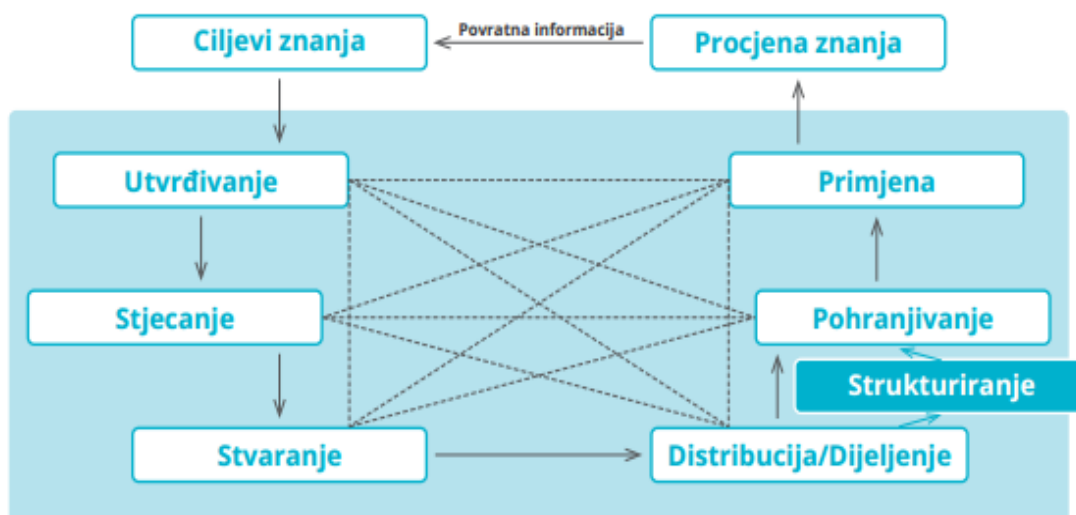 Ciljevi znanja
Povratna informacija
Procjena znanja
Utvrđivanje
Primjena
Stjecanje
Pohranjivanje
Strukturiranje
Stvaranje
Distribucija/Dijeljenje